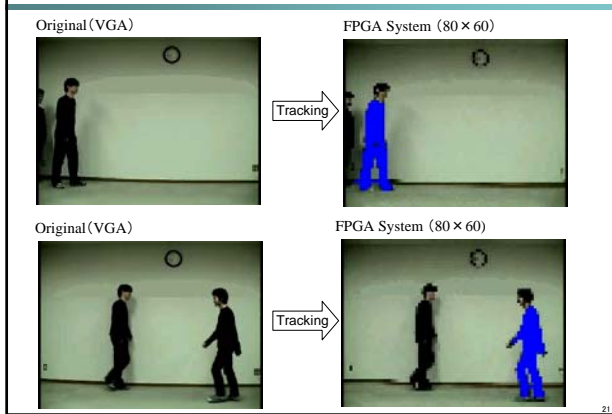 Original(VGA)
FPGA System (80×60)
Tracking
Original(VGA)
FPGA System (80×60)
Tracking
21